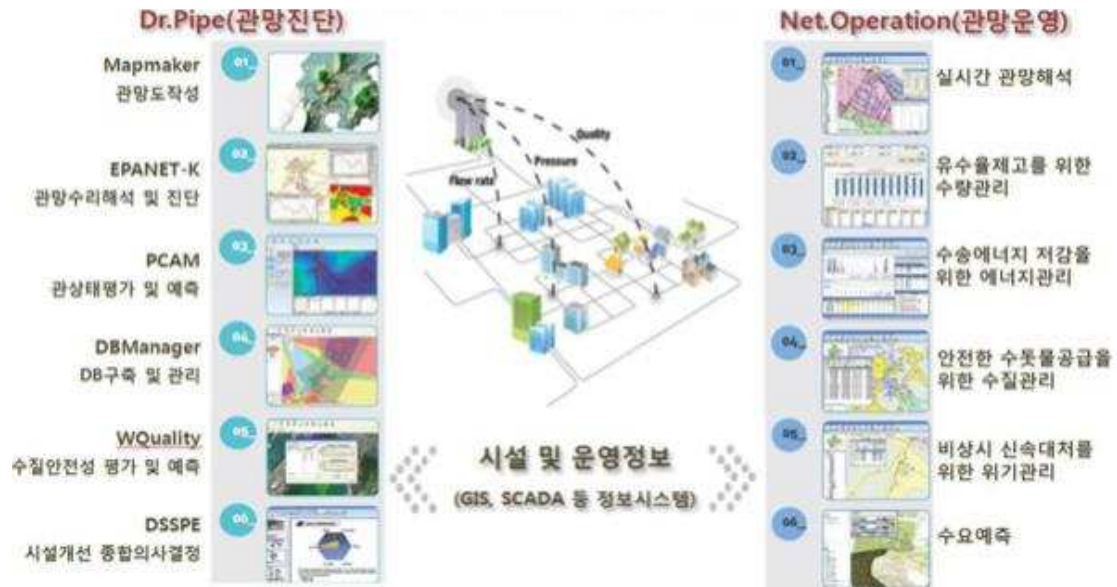 Dr.Pipe(관망진단)
01
Mapmaker
관망도작성
02
EPANET-K
관망수리해석 및 진단
03
PCAM
관상태평가 및 예측
04
DBManager
DB구축 및 관리
05
WQuality
수질안전성 평가 및 예측
06
DSSPE
시설개선 종합의사결정
Quality
Pressure
Flow rate
시설 및 운영정보
(GIS, SCADA 등 정보시스템)
Net.Operation(관망운영)
01
실시간 관망해석
02
유수율제고를 위한
수량관리
03
수송에너지 저감을
위한 에너지관리
04
안전한 수돗물공급을
위한 수질관리
05
비상시 신속대처를
위한 위기관리
06
수요예측